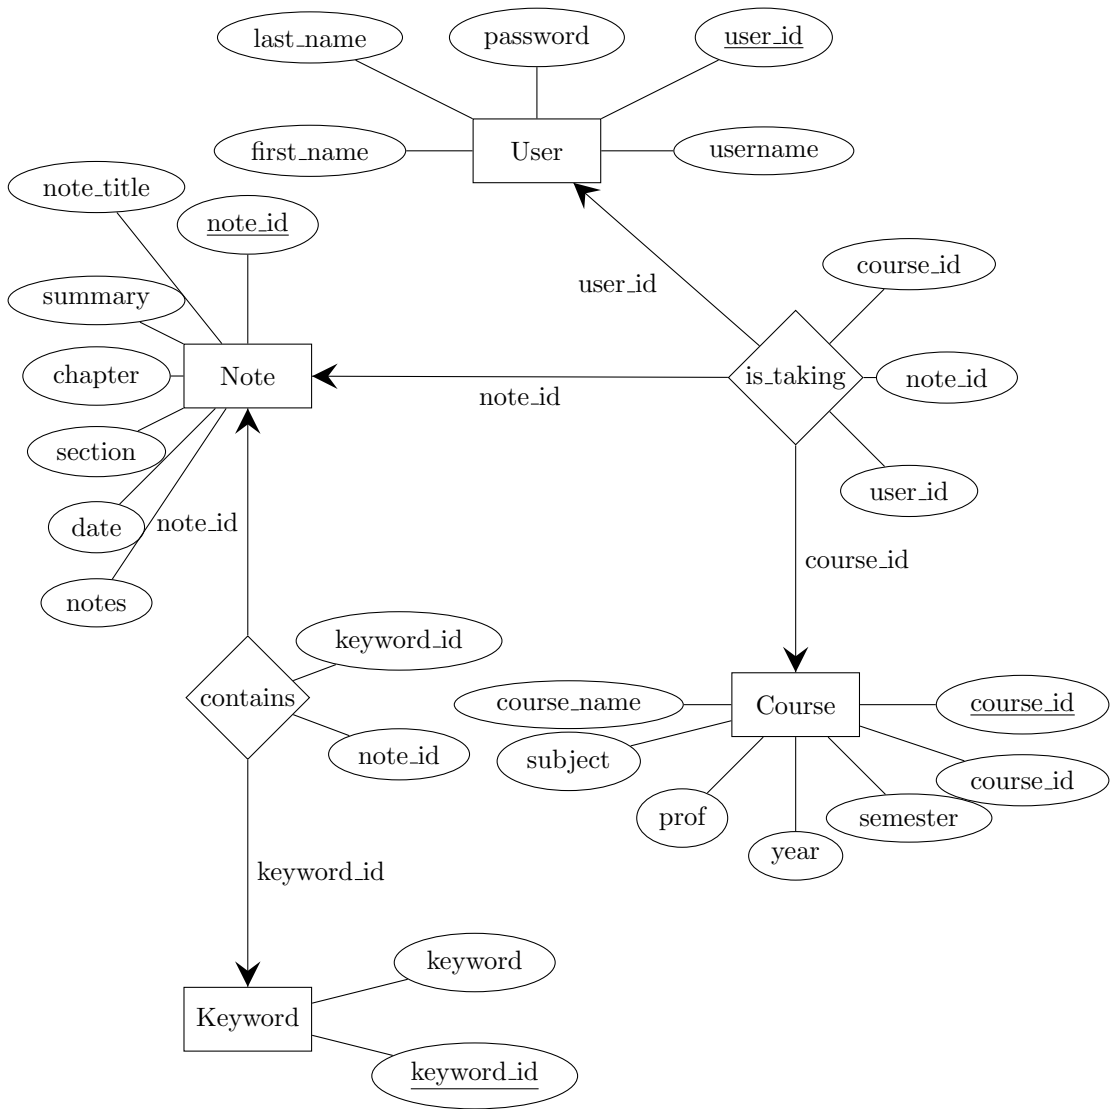 last_name
password
user_id
first_name
User
username
note_title
note_id
course_id
user_id
summary
chapter
Note
is_taking
note_id
note_id
section
user_id
date
note_id
course_id
notes
keyword_id
contains
course_name
Course
course_id
note_id
subject
course_id
prof
semester
year
keyword_id
keyword
Keyword
keyword_id